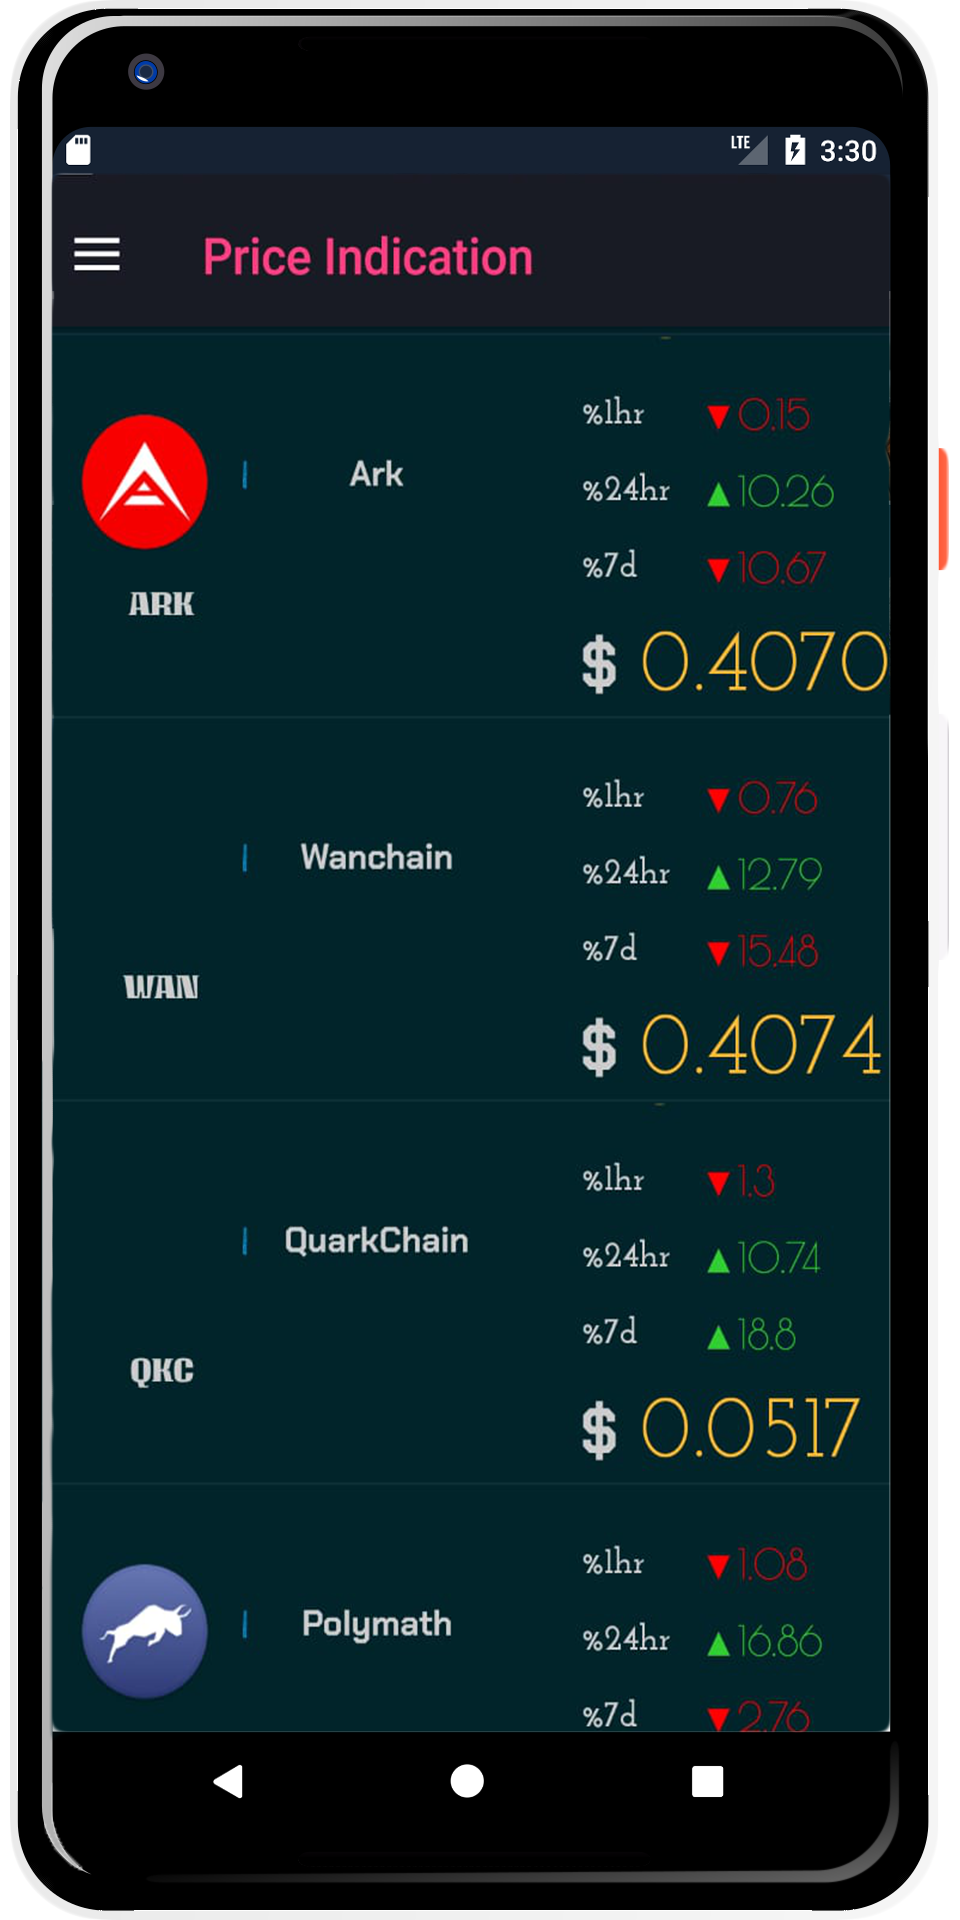 LTE 3:30
Price Indication
%1hr ▼0.15
Ark
%24hr ▲10.26
%7d ▼10.67
ARK
$ 0.4070
%1hr ▼0.76
Wanchain
%24hr ▲12.79
%7d ▼15.48
WAN
$ 0.4074
%1hr ▼1.3
QuarkChain
%24hr ▲10.74
%7d ▲18.8
QKC
$ 0.0517
%1hr ▼1.08
Polymath
%24hr ▲16.86
%7d ▼2.76